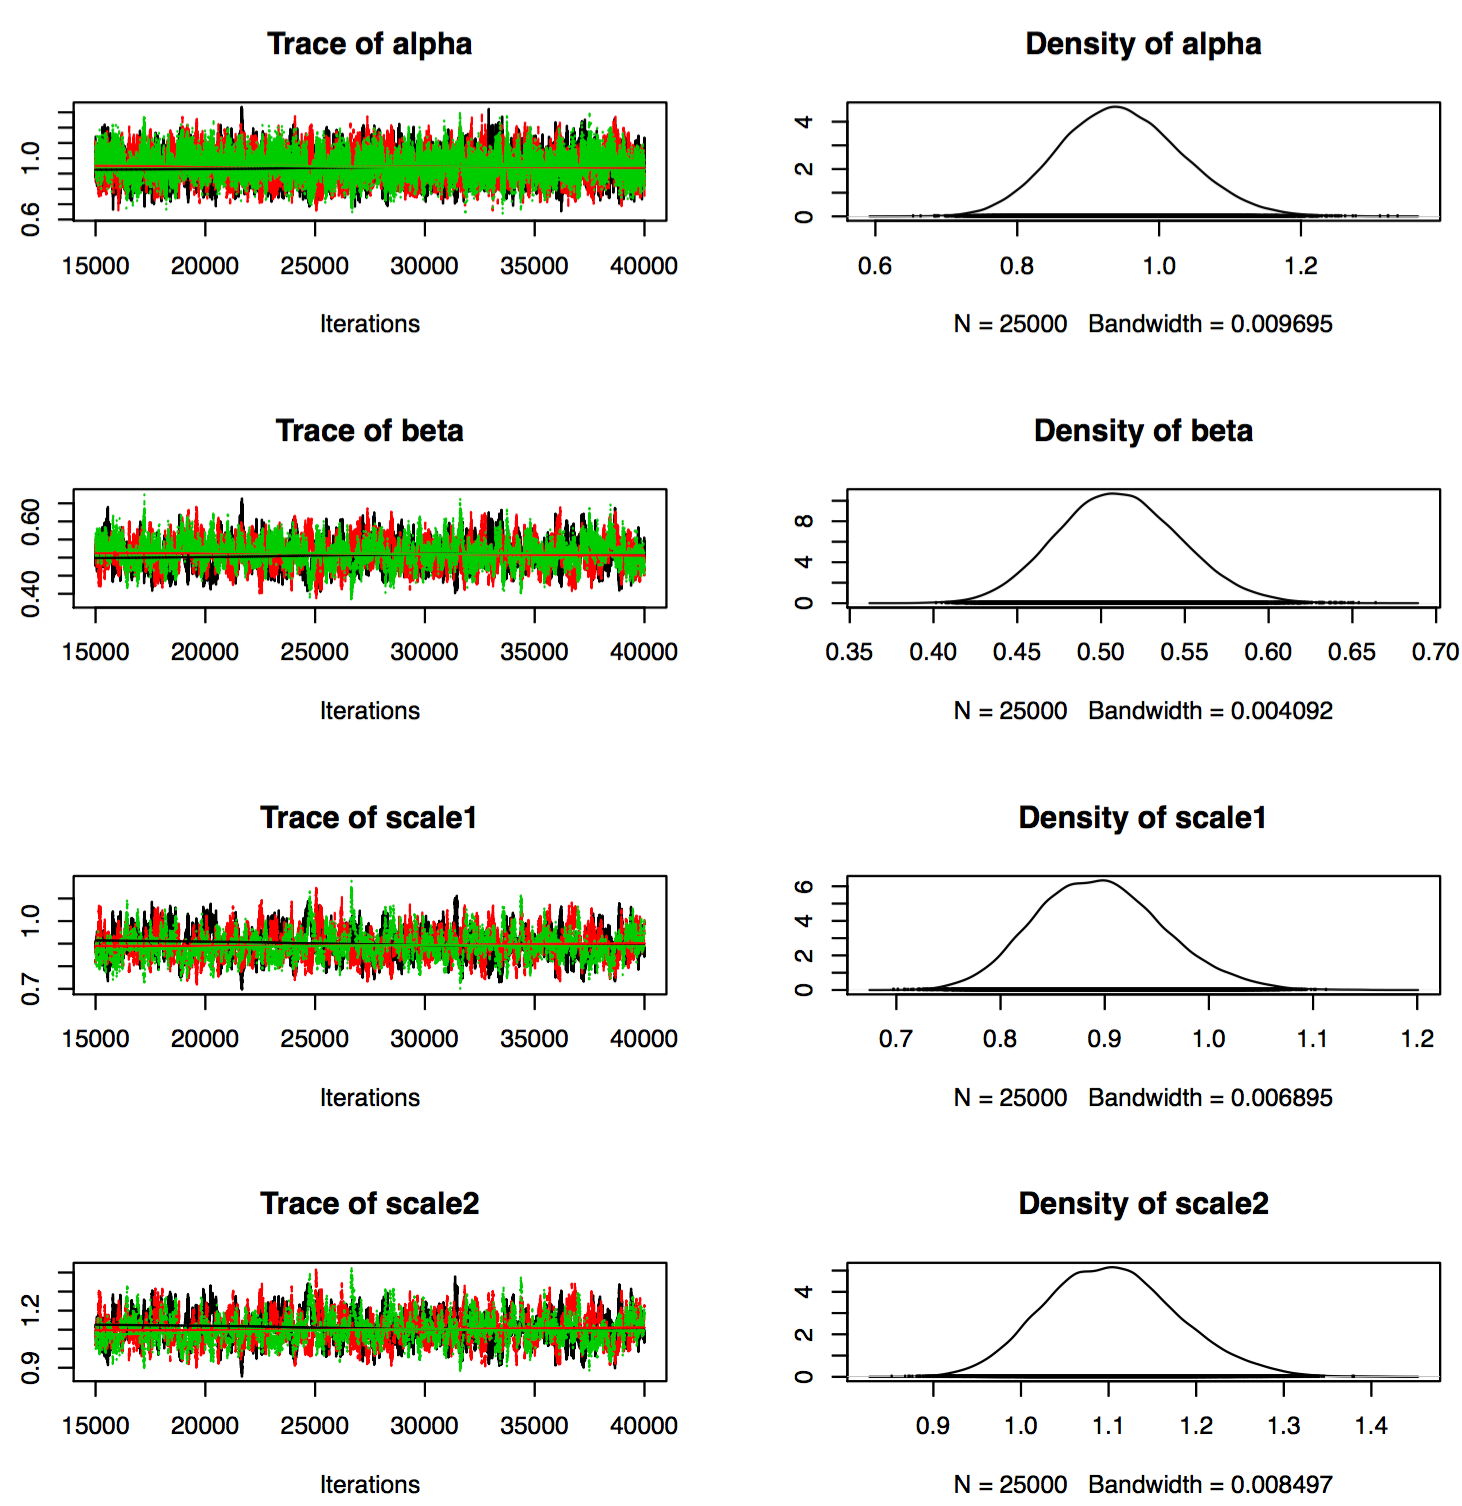 Trace of alpha
1.0
0.6
15000 20000 25000 30000 35000 40000
Iterations
Density of alpha
4
2
0
0.6 0.8 1.0 1.2
N = 25000 Bandwidth = 0.009695
Trace of beta
0.60
0.40
15000 20000 25000 30000 35000 40000
Iterations
Density of beta
8
4
0
0.35 0.40 0.45 0.50 0.55 0.60 0.65 0.70
N = 25000 Bandwidth = 0.004092
Trace of scale1
1.0
0.7
15000 20000 25000 30000 35000 40000
Iterations
Density of scale1
6
4
2
0
0.7 0.8 0.9 1.0 1.1 1.2
N = 25000 Bandwidth = 0.006895
Trace of scale2
1.2
0.9
15000 20000 25000 30000 35000 40000
Iterations
Density of scale2
4
2
0
0.9 1.0 1.1 1.2 1.3 1.4
N = 25000 Bandwidth = 0.008497